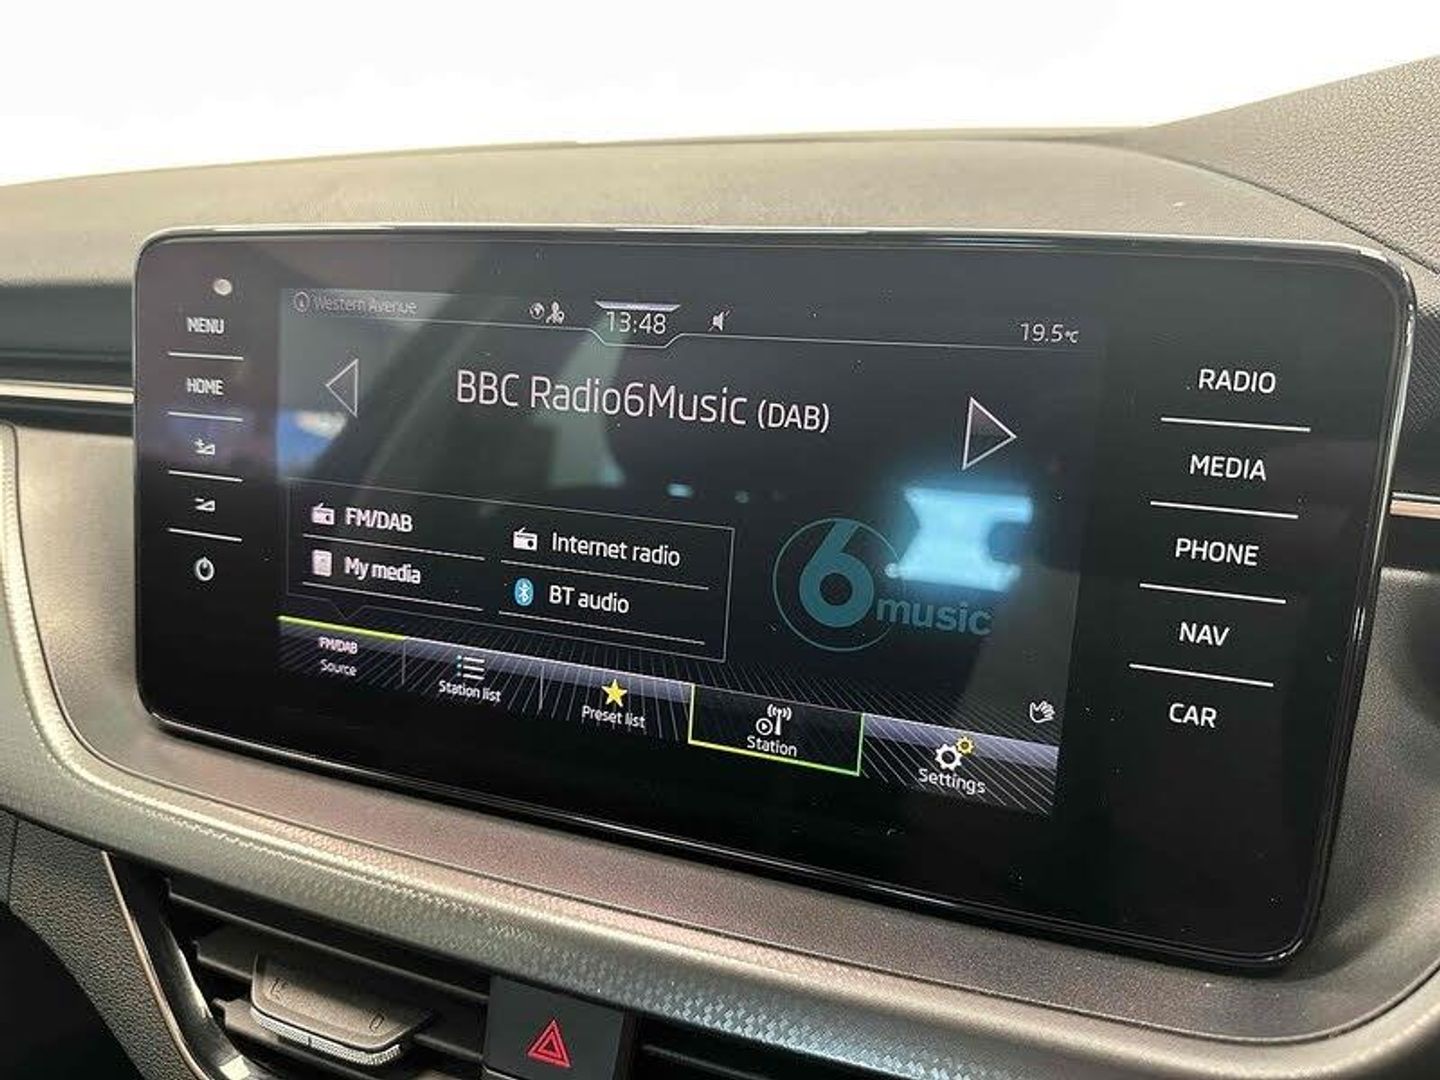 MENU
HOME
Western Avenue
13:48
19.5°C
BBC Radio6Music (DAB)
FM/DAB
Internet radio
My media
BT audio
6 music
FM/DAB
Source
Station list
Preset list
Station
Settings
RADIO
MEDIA
PHONE
NAV
CAR